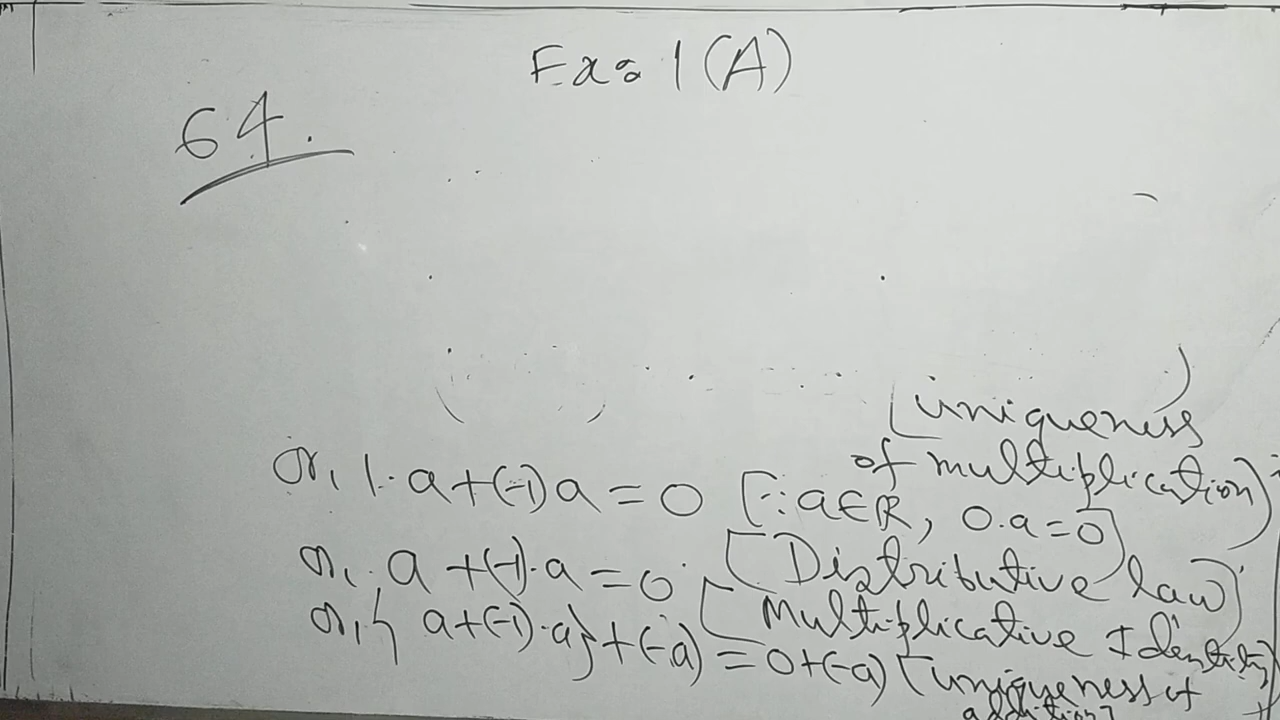 Ex: 1(A)
64.
[uniqueness
of multiplication]
or, 1·a+(-1)a=0 [∵a∈ℝ, 0.a=0]
[Distributive law]
or, a+(-1)·a=0
[Multiplicative Identity]
or, { a+(-1)·a}+(-a)=0+(-a) [uniqueness of
addition]